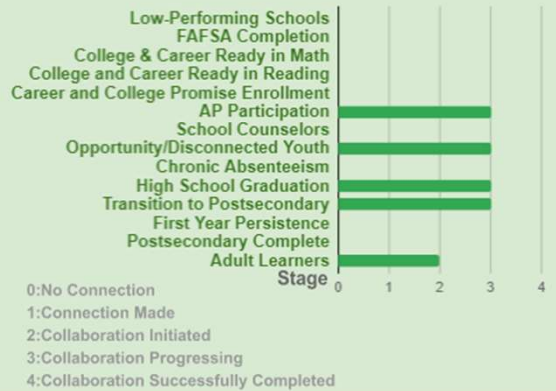 Low-Performing Schools
FAFSA Completion
College & Career Ready in Math
College and Career Ready in Reading
Career and College Promise Enrollment
AP Participation
School Counselors
Opportunity/Disconnected Youth
Chronic Absenteeism
High School Graduation
Transition to Postsecondary
First Year Persistence
Postsecondary Complete
Adult Learners
Stage 0 1 2 3 4
0:No Connection
1:Connection Made
2:Collaboration Initiated
3:Collaboration Progressing
4:Collaboration Successfully Completed